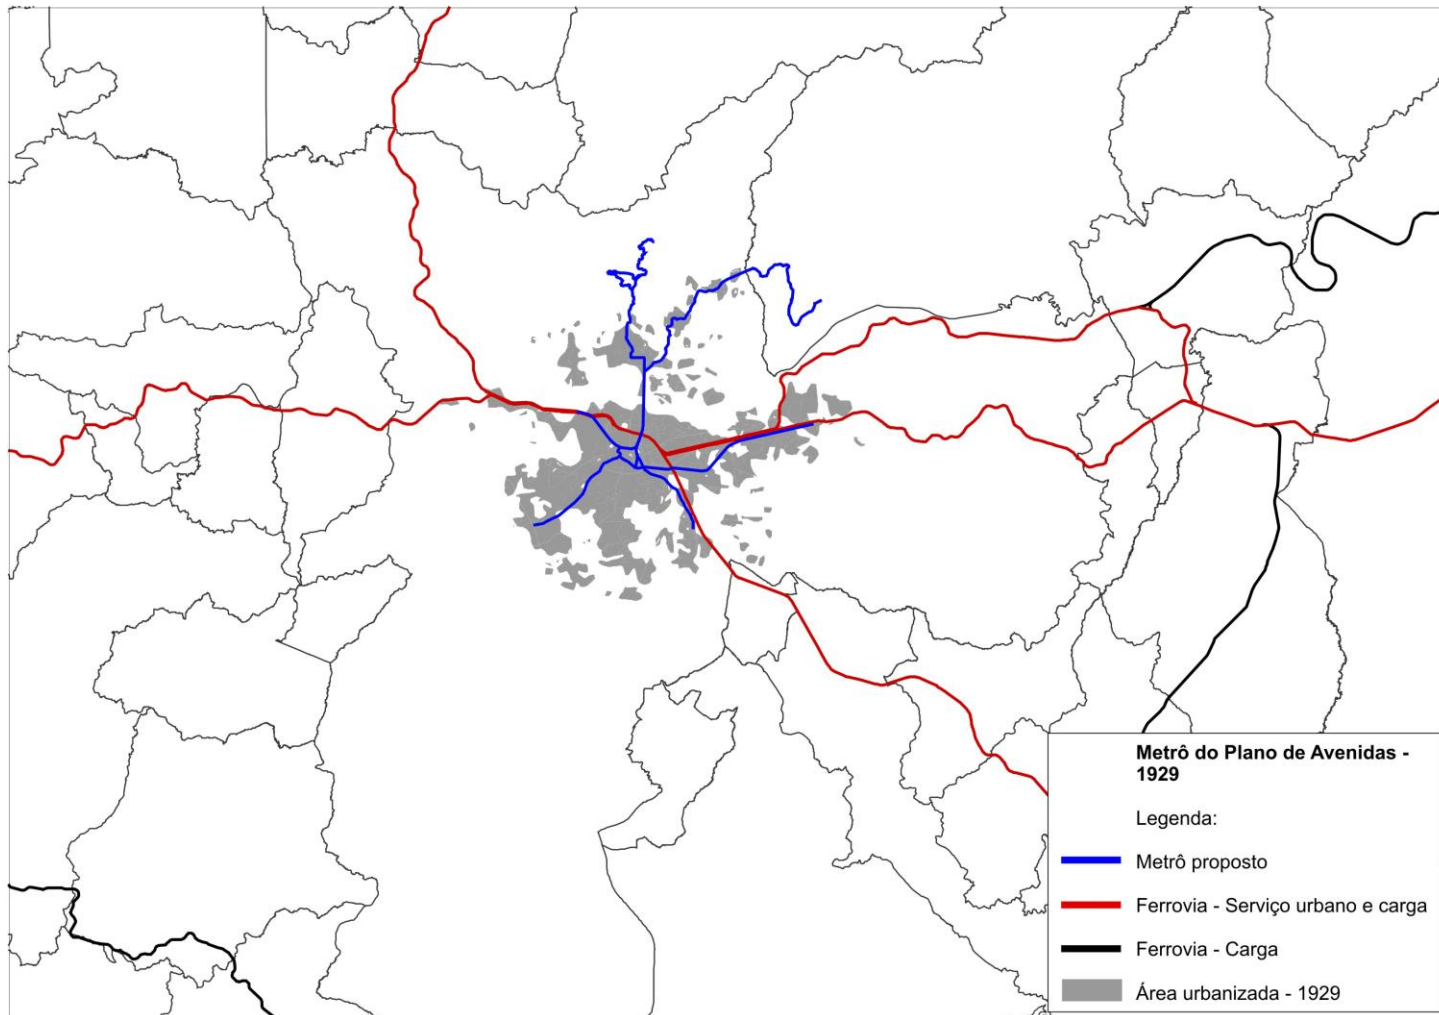 Metrô do Plano de Avenidas -
1929
Legenda:
Metrô proposto
Ferrovia - Serviço urbano e carga
Ferrovia - Carga
Área urbanizada - 1929